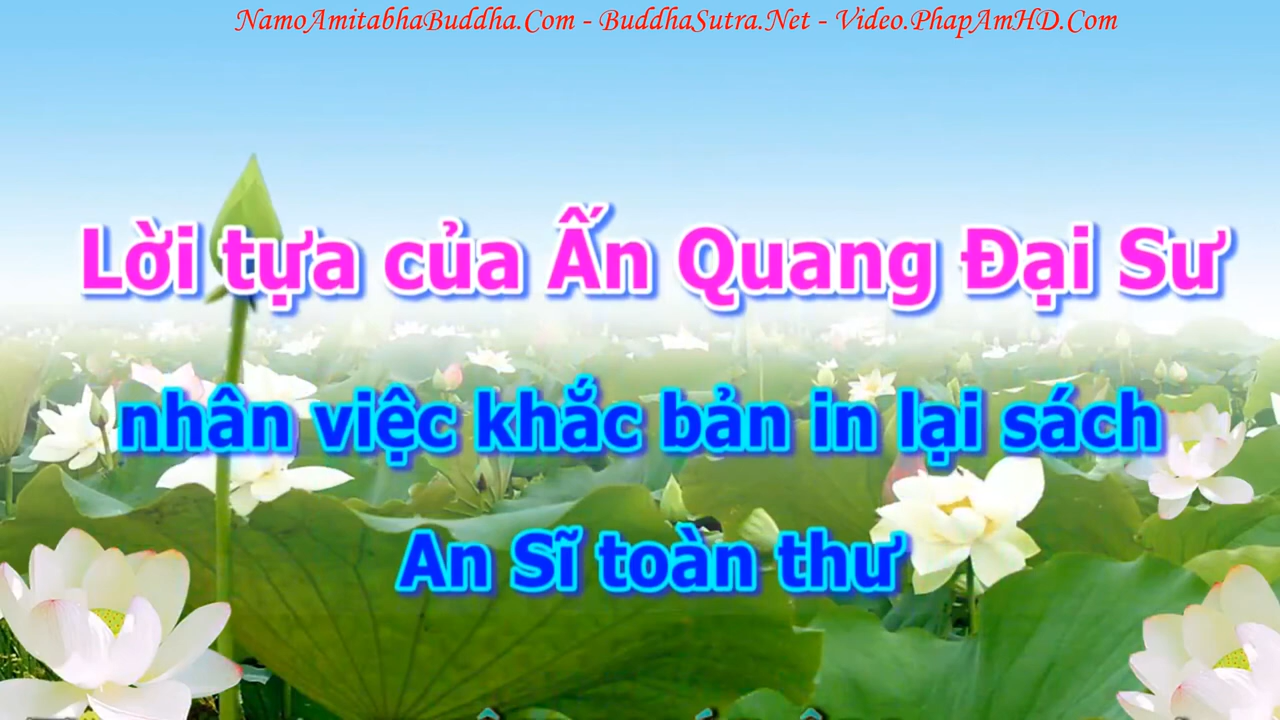 NamoAmitabhaBuddha.Com - BuddhaSutra.Net - Video.PhapAmHD.Com
Lời tựa của Ấn Quang Đại Sư
nhân việc khắc bản in lại sách
An Sĩ toàn thư